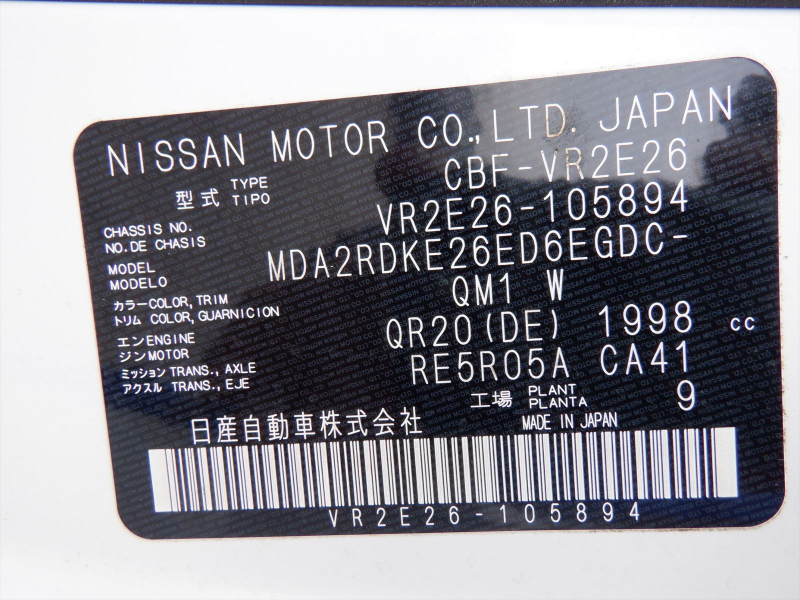 NISSAN MOTOR CO.,LTD. JAPAN
型式 TYPE TIPO CBF-VR2E26
CHASSIS NO. NO.DE CHASIS VR2E26-105894
MODEL MODELO MDA2RDKE26ED6EGDC-
カラー COLOR, TRIM トリム COLOR, GUARNICION QM1 W
エンジン ENGINE MOTOR QR20(DE) 1998 cc
ミッション アクスル TRANS., AXLE TRANS., EJE RE5R05A CA41
工場 PLANT PLANTA 9
日産自動車株式会社 MADE IN JAPAN
VR2E26-105894